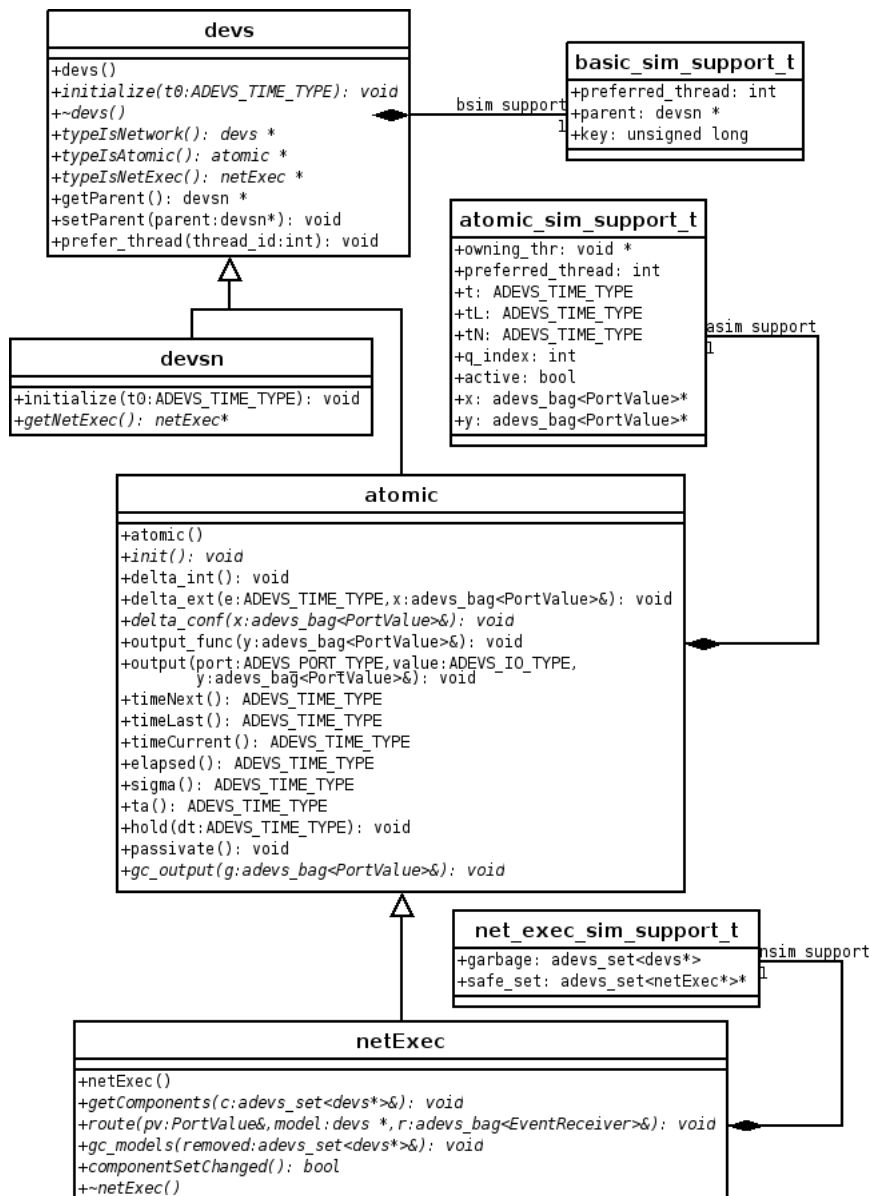 devs
+devs()
+initialize(t0:ADEVS_TIME_TYPE): void
+~devs()
+typeIsNetwork(): devs *
+typeIsAtomic(): atomic *
+typeIsNetExec(): netExec *
+getParent(): devsn *
+setParent(parent:devsn*): void
+prefer_thread(thread_id:int): void
bsim support
1
basic_sim_support_t
+preferred_thread: int
+parent: devsn *
+key: unsigned long
atomic_sim_support_t
+owning_thr: void *
+preferred_thread: int
+t: ADEVS_TIME_TYPE
+tL: ADEVS_TIME_TYPE
+tN: ADEVS_TIME_TYPE
+q_index: int
+active: bool
+x: adevs_bag<PortValue>*
+y: adevs_bag<PortValue>*
asim support
1
devsn
+initialize(t0:ADEVS_TIME_TYPE): void
+getNetExec(): netExec*
atomic
+atomic()
+init(): void
+delta_int(): void
+delta_ext(e:ADEVS_TIME_TYPE,x:adevs_bag<PortValue>&): void
+delta_conf(x:adevs_bag<PortValue>&): void
+output_func(y:adevs_bag<PortValue>&): void
+output(port:ADEVS_PORT_TYPE,value:ADEVS_IO_TYPE,
y:adevs_bag<PortValue>&): void
+timeNext(): ADEVS_TIME_TYPE
+timeLast(): ADEVS_TIME_TYPE
+timeCurrent(): ADEVS_TIME_TYPE
+elapsed(): ADEVS_TIME_TYPE
+sigma(): ADEVS_TIME_TYPE
+ta(): ADEVS_TIME_TYPE
+hold(dt:ADEVS_TIME_TYPE): void
+passivate(): void
+gc_output(g:adevs_bag<PortValue>&): void
net_exec_sim_support_t
+garbage: adevs_set<devs*>
+safe_set: adevs_set<netExec*>*
nsim support
1
netExec
+netExec()
+getComponents(c:adevs_set<devs*>&): void
+route(pv:PortValue&,model:devs *,r:adevs_bag<EventReceiver>&): void
+gc_models(removed:adevs_set<devs*>&): void
+componentSetChanged(): bool
+~netExec()